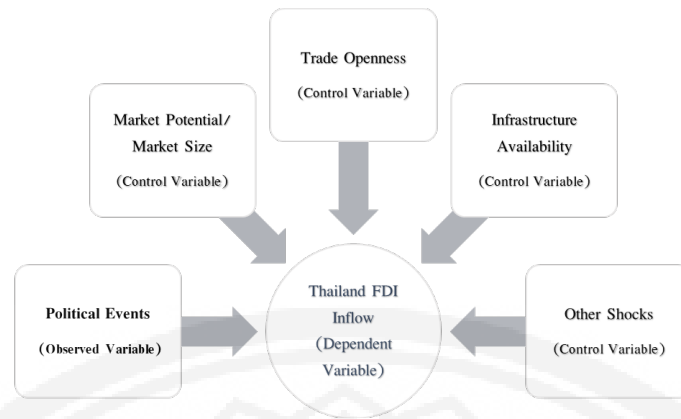 Trade Openness
(Control Variable)
Market Potential/
Market Size
(Control Variable)
Infrastructure
Availability
(Control Variable)
Political Events
(Observed Variable)
Thailand FDI
Inflow
(Dependent
Variable)
Other Shocks
(Control Variable)